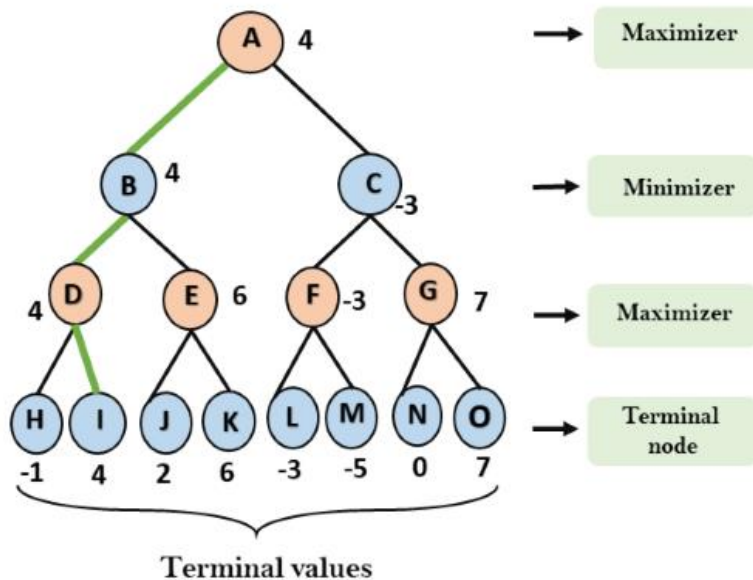 A 4
Maximizer
B 4
C -3
Minimizer
D 4
E 6
F -3
G 7
Maximizer
H I J K L M N O
Terminal
node
-1 4 2 6 -3 -5 0 7
Terminal values